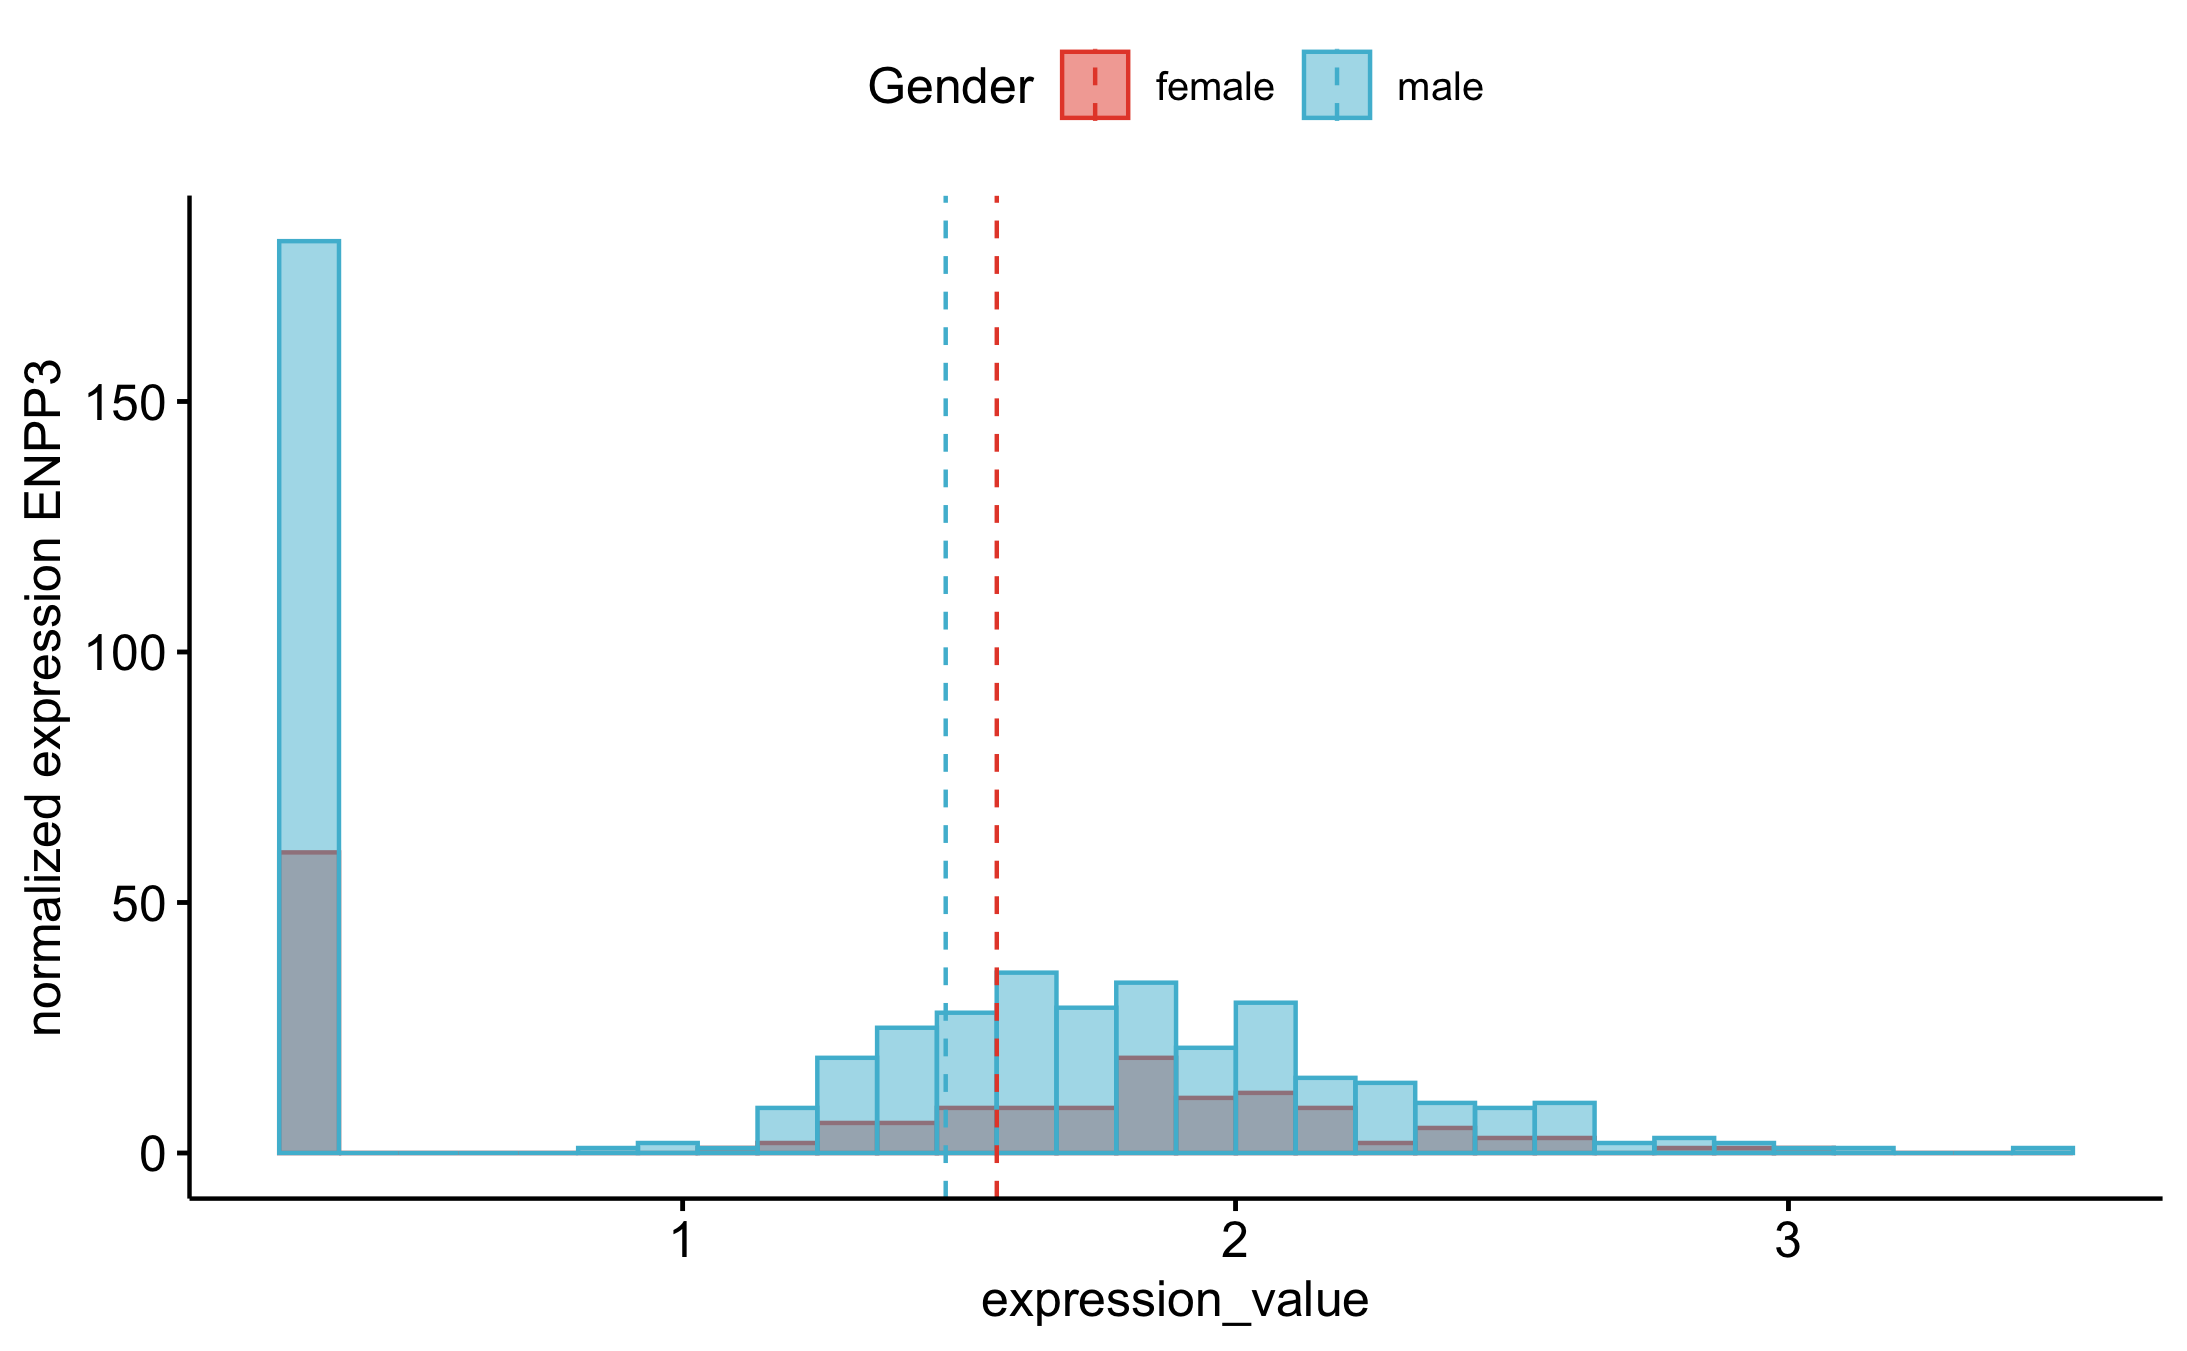 Gender female male
normalized expression ENPP3
150
100
50
0
1 2 3
expression_value